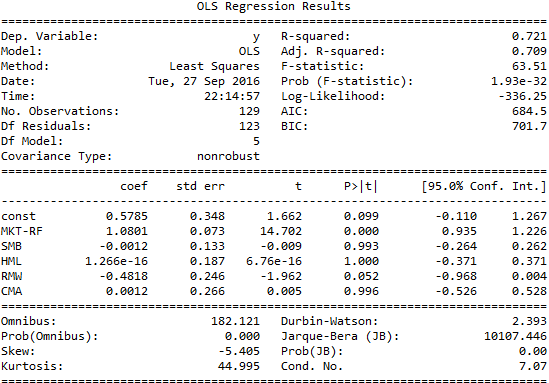 OLS Regression Results
==============================================================================
Dep. Variable: y R-squared: 0.721
Model: OLS Adj. R-squared: 0.709
Method: Least Squares F-statistic: 63.51
Date: Tue, 27 Sep 2016 Prob (F-statistic): 1.93e-32
Time: 22:14:57 Log-Likelihood: -336.25
No. Observations: 129 AIC: 684.5
Df Residuals: 123 BIC: 701.7
Df Model: 5
Covariance Type: nonrobust
==============================================================================
coef std err t P>|t| [95.0% Conf. Int.]
------------------------------------------------------------------------------
const 0.5785 0.348 1.662 0.099 -0.110 1.267
MKT-RF 1.0801 0.073 14.702 0.000 0.935 1.226
SMB -0.0012 0.133 -0.009 0.993 -0.264 0.262
HML 1.266e-16 0.187 6.76e-16 1.000 -0.371 0.371
RMW -0.4818 0.246 -1.962 0.052 -0.968 0.004
CMA 0.0012 0.266 0.005 0.996 -0.526 0.528
==============================================================================
Omnibus: 182.121 Durbin-Watson: 2.393
Prob(Omnibus): 0.000 Jarque-Bera (JB): 10107.446
Skew: -5.405 Prob(JB): 0.00
Kurtosis: 44.995 Cond. No. 7.07
==============================================================================